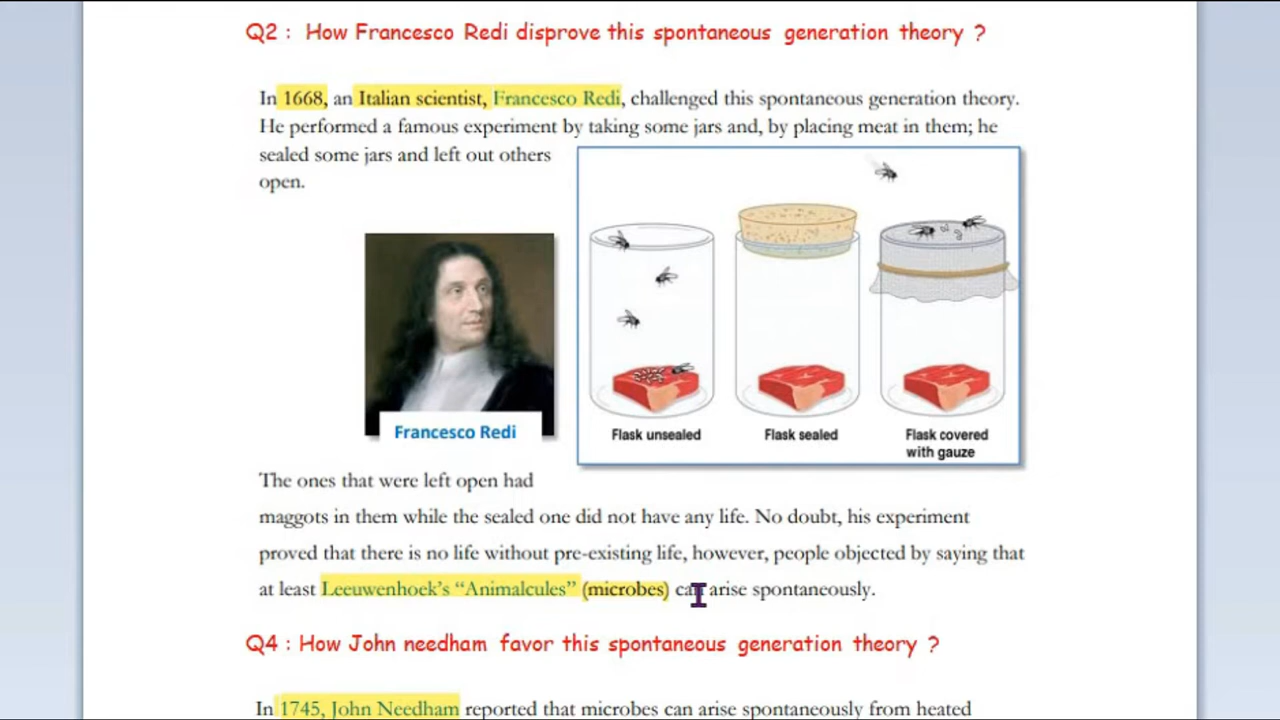 Q2 : How Francesco Redi disprove this spontaneous generation theory ?
In 1668, an Italian scientist, Francesco Redi, challenged this spontaneous generation theory.
He performed a famous experiment by taking some jars and, by placing meat in them; he
sealed some jars and left out others
open.
Francesco Redi
Flask unsealed
Flask sealed
Flask covered
with gauze
The ones that were left open had
maggots in them while the sealed one did not have any life. No doubt, his experiment
proved that there is no life without pre-existing life, however, people objected by saying that
at least Leeuwenhoek's “Animalcules” (microbes) can arise spontaneously.
Q4 : How John needham favor this spontaneous generation theory ?
In 1745, John Needham reported that microbes can arise spontaneously from heated